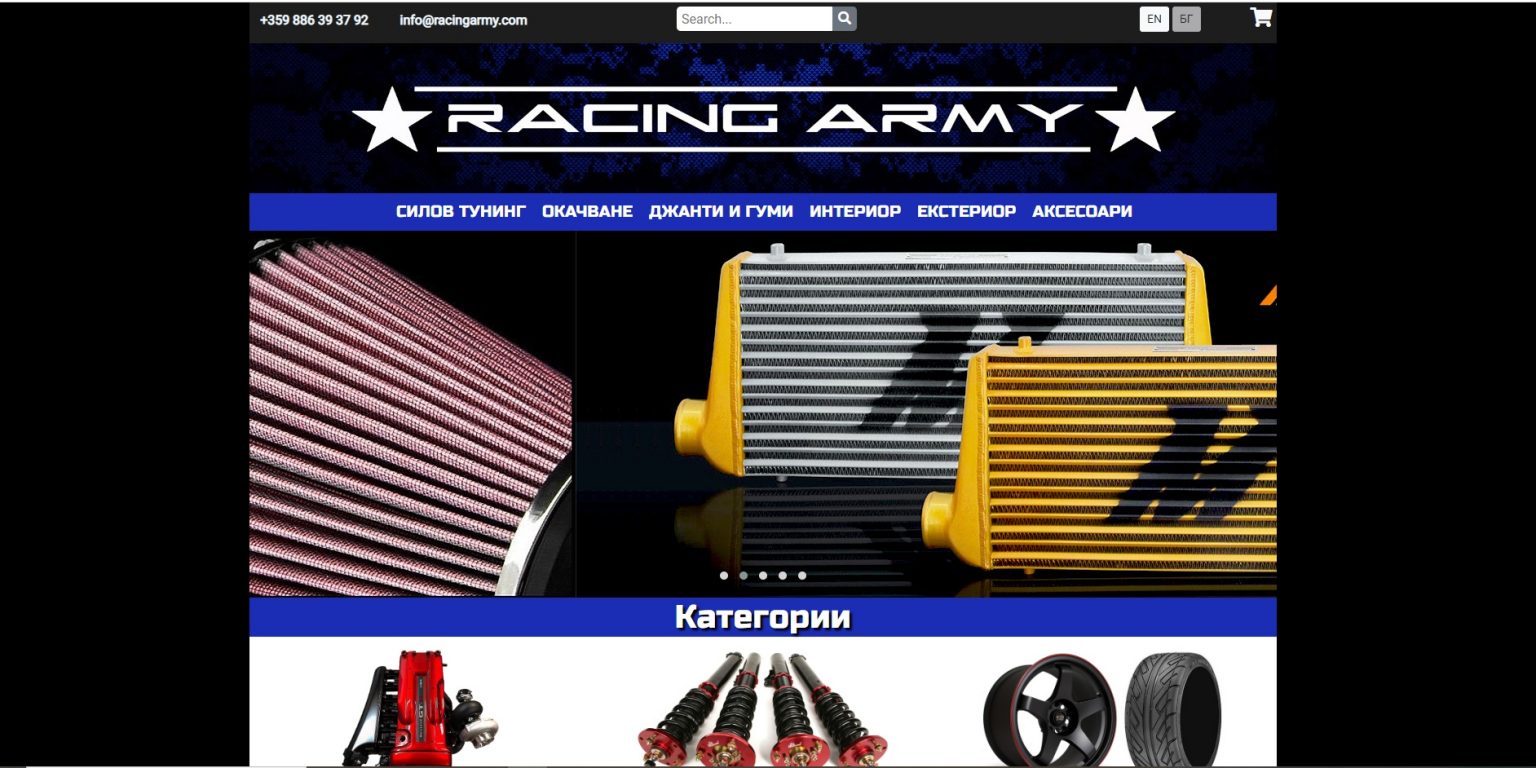 +359 886 39 37 92 info@racingarmy.com Search... EN БГ
RACING ARMY
СИЛОВ ТУНИНГ ОКАЧВАНЕ ДЖАНТИ И ГУМИ ИНТЕРИОР ЕКСТЕРИОР АКСЕСОАРИ
Категории